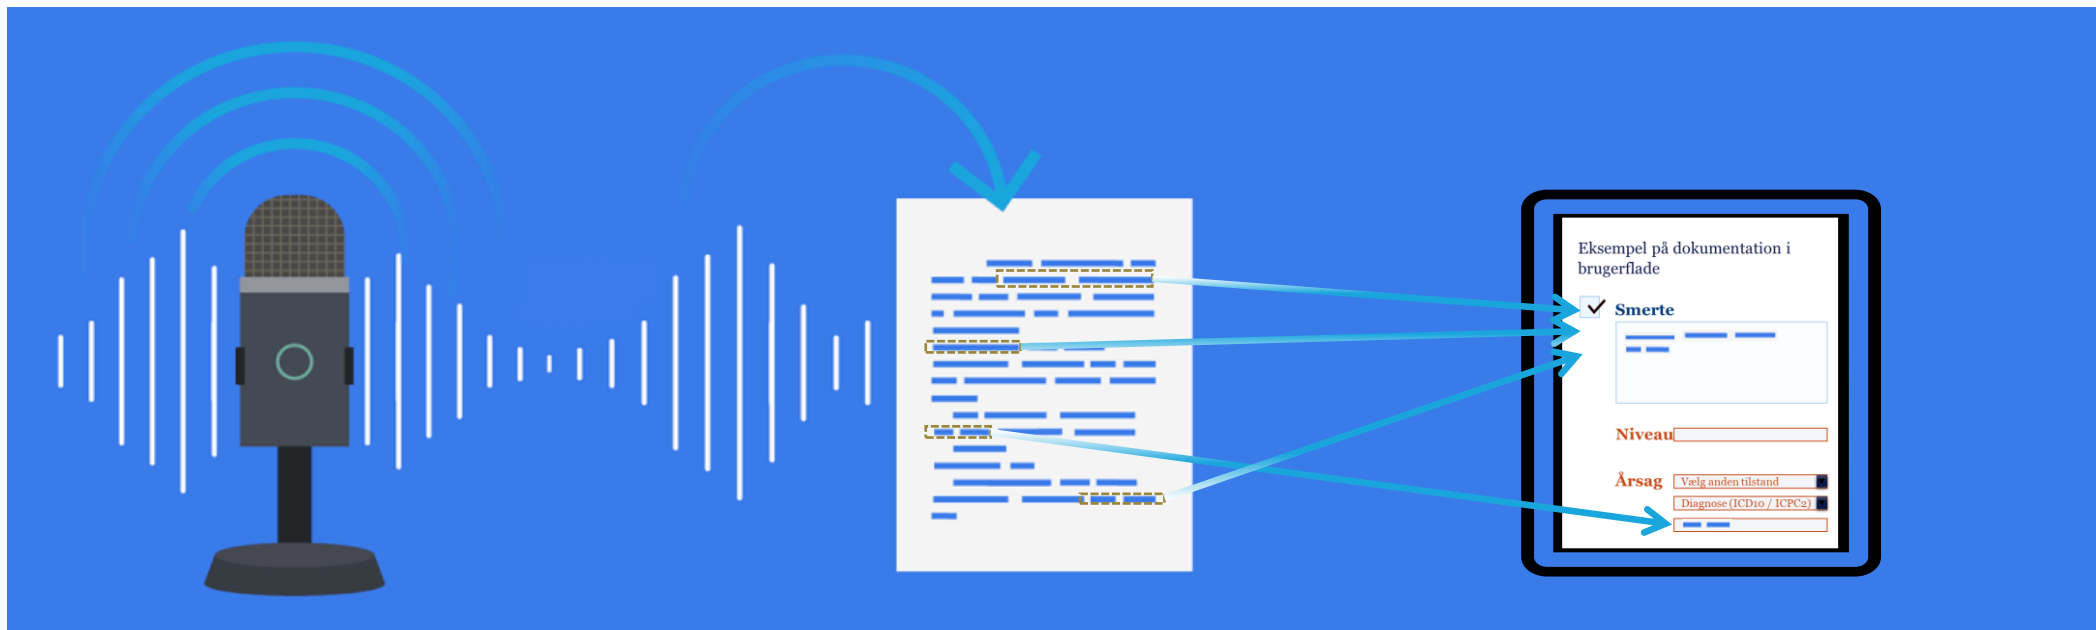 Eksempel på dokumentation i
brugerflade
Smerte
Niveau
Årsag
Vælg anden tilstand
Diagnose (ICD10 / ICPC2)